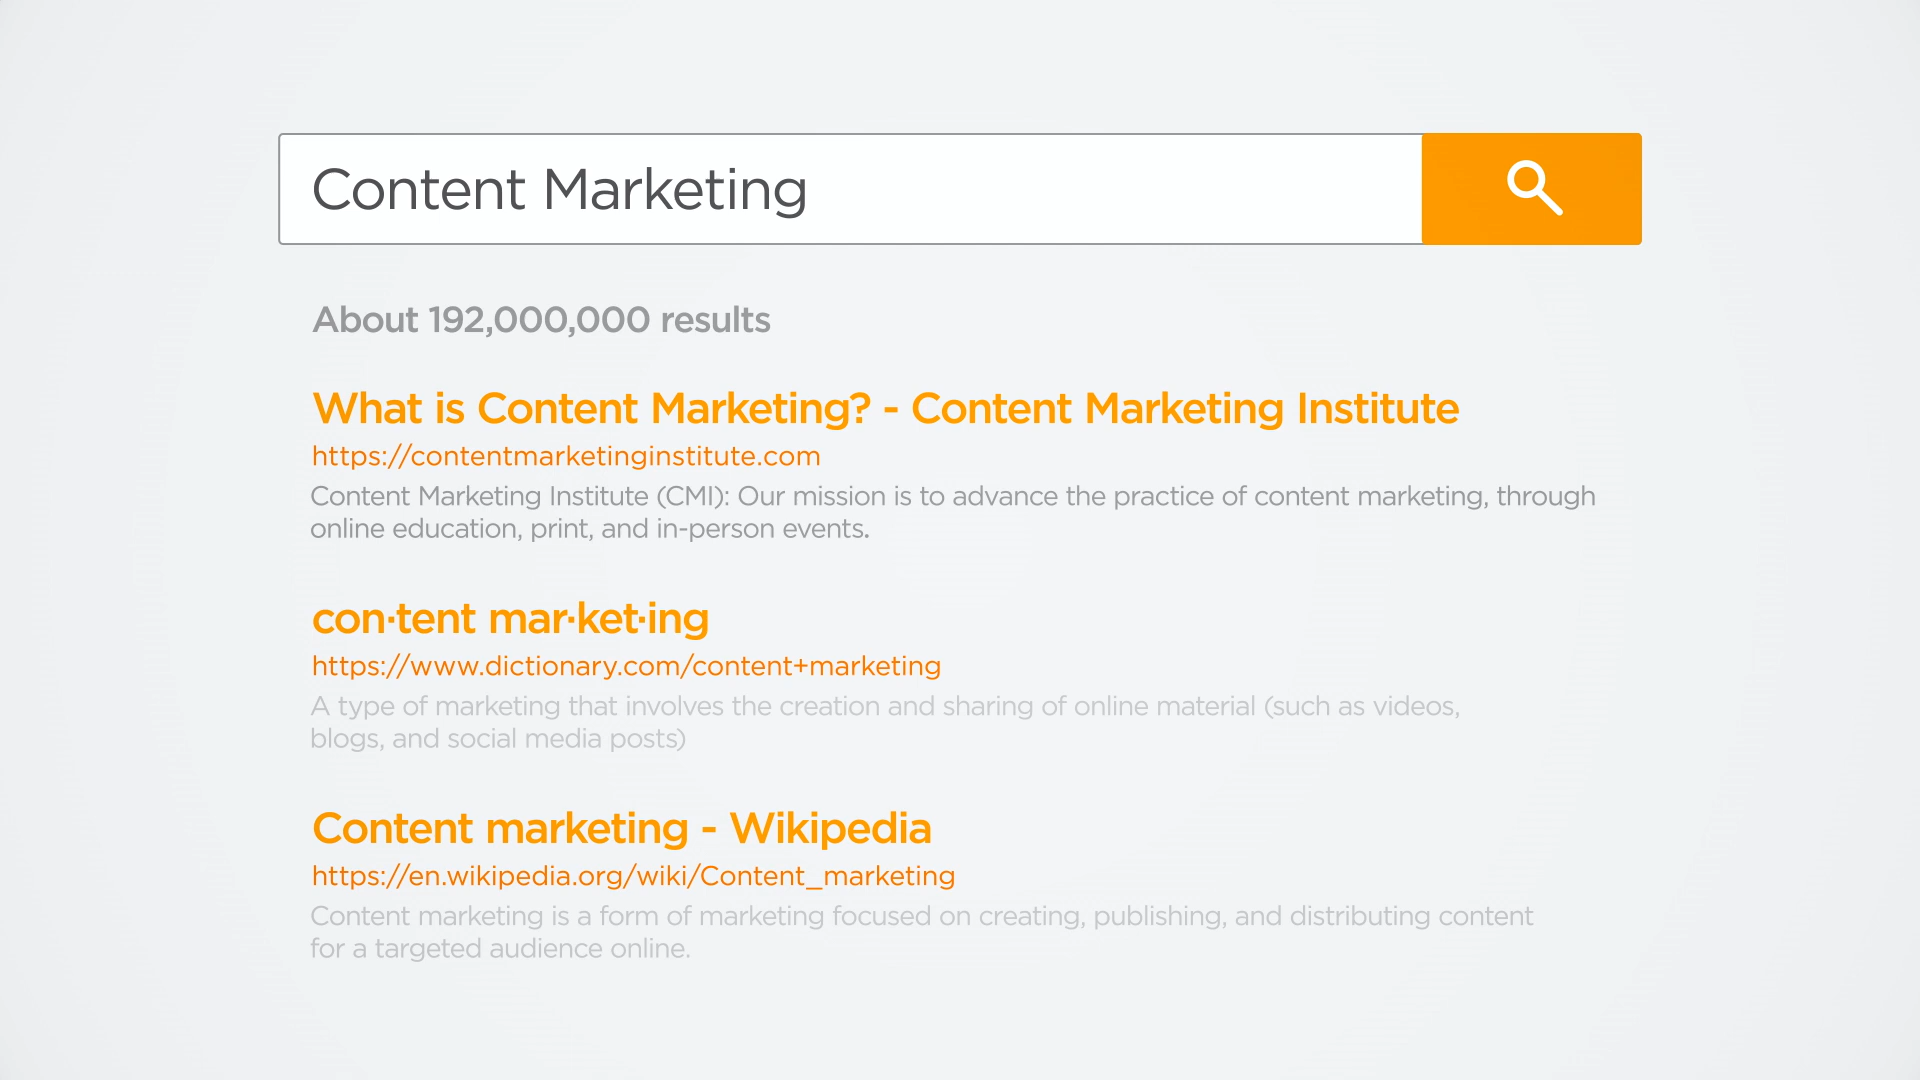 Content Marketing
About 192,000,000 results
What is Content Marketing? - Content Marketing Institute
https://contentmarketinginstitute.com
Content Marketing Institute (CMI): Our mission is to advance the practice of content marketing, through
online education, print, and in-person events.
con·tent mar·ket·ing
https://www.dictionary.com/content+marketing
A type of marketing that involves the creation and sharing of online material (such as videos,
blogs, and social media posts)
Content marketing - Wikipedia
https://en.wikipedia.org/wiki/Content_marketing
Content marketing is a form of marketing focused on creating, publishing, and distributing content
for a targeted audience online.